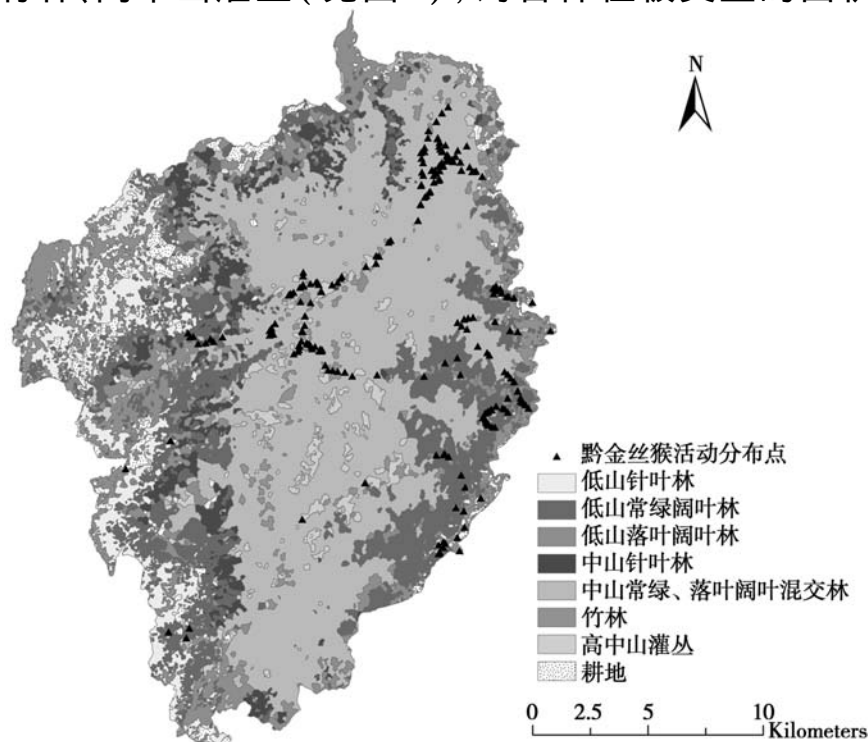 N
黔金丝猴活动分布点
低山针叶林
低山常绿阔叶林
低山落叶阔叶林
中山针叶林
中山常绿、落叶阔叶混交林
竹林
高中山灌丛
耕地
0 2.5 5 10
Kilometers